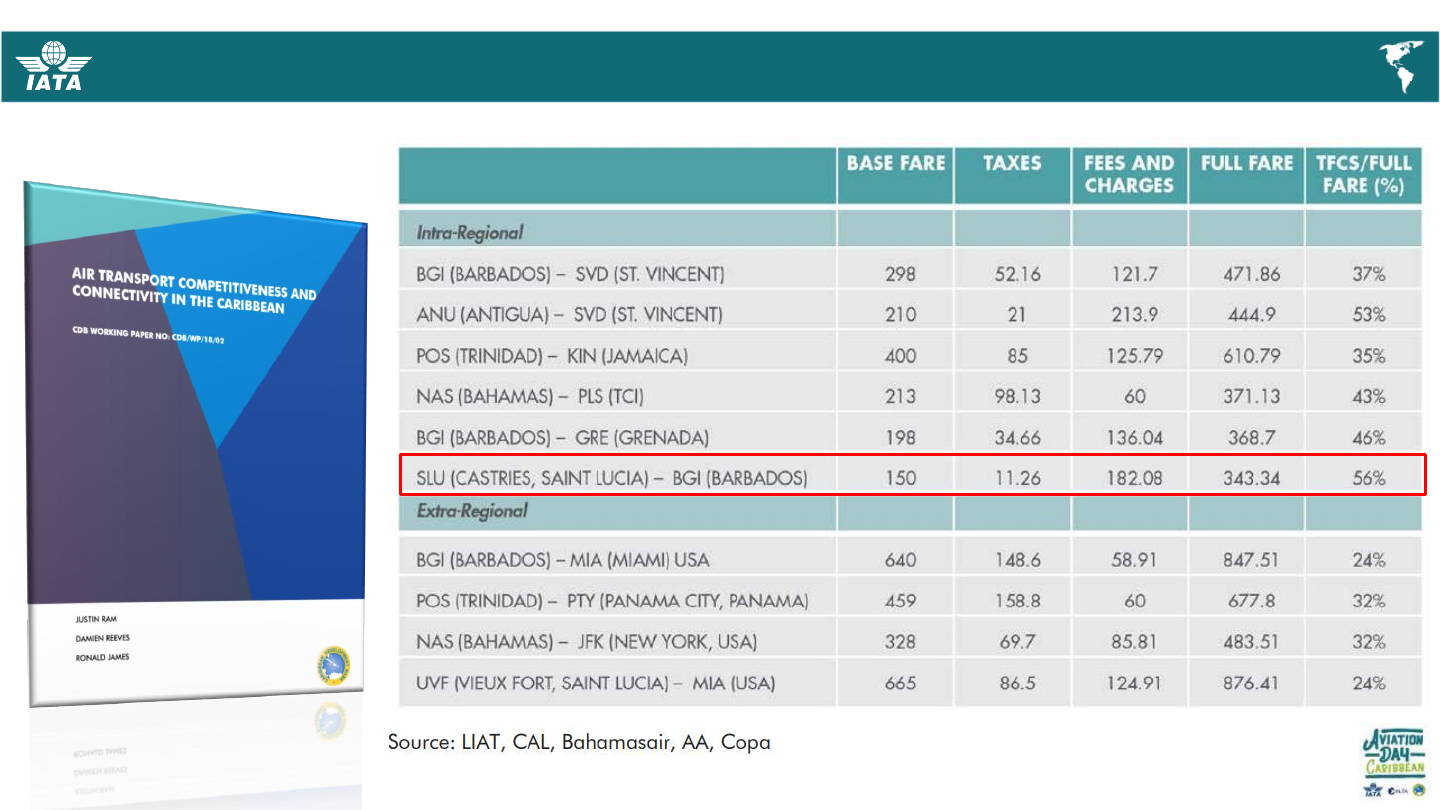 IATA
BASE FARE TAXES FEES AND CHARGES FULL FARE TFCS/FULL FARE (%)
Intra-Regional
BGI (BARBADOS) – SVD (ST. VINCENT) 298 52.16 121.7 471.86 37%
ANU (ANTIGUA) – SVD (ST. VINCENT) 210 21 213.9 444.9 53%
POS (TRINIDAD) – KIN (JAMAICA) 400 85 125.79 610.79 35%
NAS (BAHAMAS) – PLS (TCI) 213 98.13 60 371.13 43%
BGI (BARBADOS) – GRE (GRENADA) 198 34.66 136.04 368.7 46%
SLU (CASTRIES, SAINT LUCIA) – BGI (BARBADOS) 150 11.26 182.08 343.34 56%
Extra-Regional
BGI (BARBADOS) – MIA (MIAMI) USA 640 148.6 58.91 847.51 24%
POS (TRINIDAD) – PTY (PANAMA CITY, PANAMA) 459 158.8 60 677.8 32%
NAS (BAHAMAS) – JFK (NEW YORK, USA) 328 69.7 85.81 483.51 32%
UVF (VIEUX FORT, SAINT LUCIA) – MIA (USA) 665 86.5 124.91 876.41 24%
AIR TRANSPORT COMPETITIVENESS AND
CONNECTIVITY IN THE CARIBBEAN
CDB WORKING PAPER NO: CDB/WP/18/02
JUSTIN RAM
DAMIEN REEVES
RONALD JAMES
Source: LIAT, CAL, Bahamasair, AA, Copa
AVIATION
DAY
CARIBBEAN
IATA ALTA